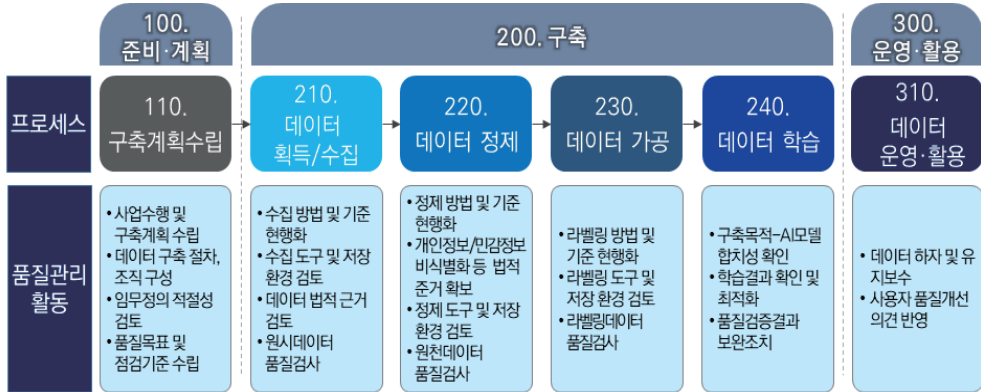 100.
준비·계획
200. 구축
300.
운영·활용
프로세스
110.
구축계획수립
210.
데이터
획득/수집
220.
데이터 정제
230.
데이터 가공
240.
데이터 학습
310.
데이터
운영·활용
품질관리
활동
• 사업수행 및
구축계획 수립
• 데이터 구축 절차,
조직 구성
• 임무정의 적절성
검토
• 품질목표 및
점검기준 수립
• 수집 방법 및 기준
현행화
• 수집 도구 및 저장
환경 검토
• 데이터 법적 근거
검토
• 원시데이터
품질검사
• 정제 방법 및 기준
현행화
• 개인정보/민감정보
비식별화 등 법적
준거 확보
• 정제 도구 및 저장
환경 검토
• 원천데이터
품질검사
• 라벨링 방법 및
기준 현행화
• 라벨링 도구 및
저장 환경 검토
• 라벨링데이터
품질검사
• 구축목적-AI모델
합치성 확인
• 학습결과 확인 및
최적화
• 품질검증결과
보완조치
• 데이터 하자 및 유
지보수
• 사용자 품질개선
의견 반영